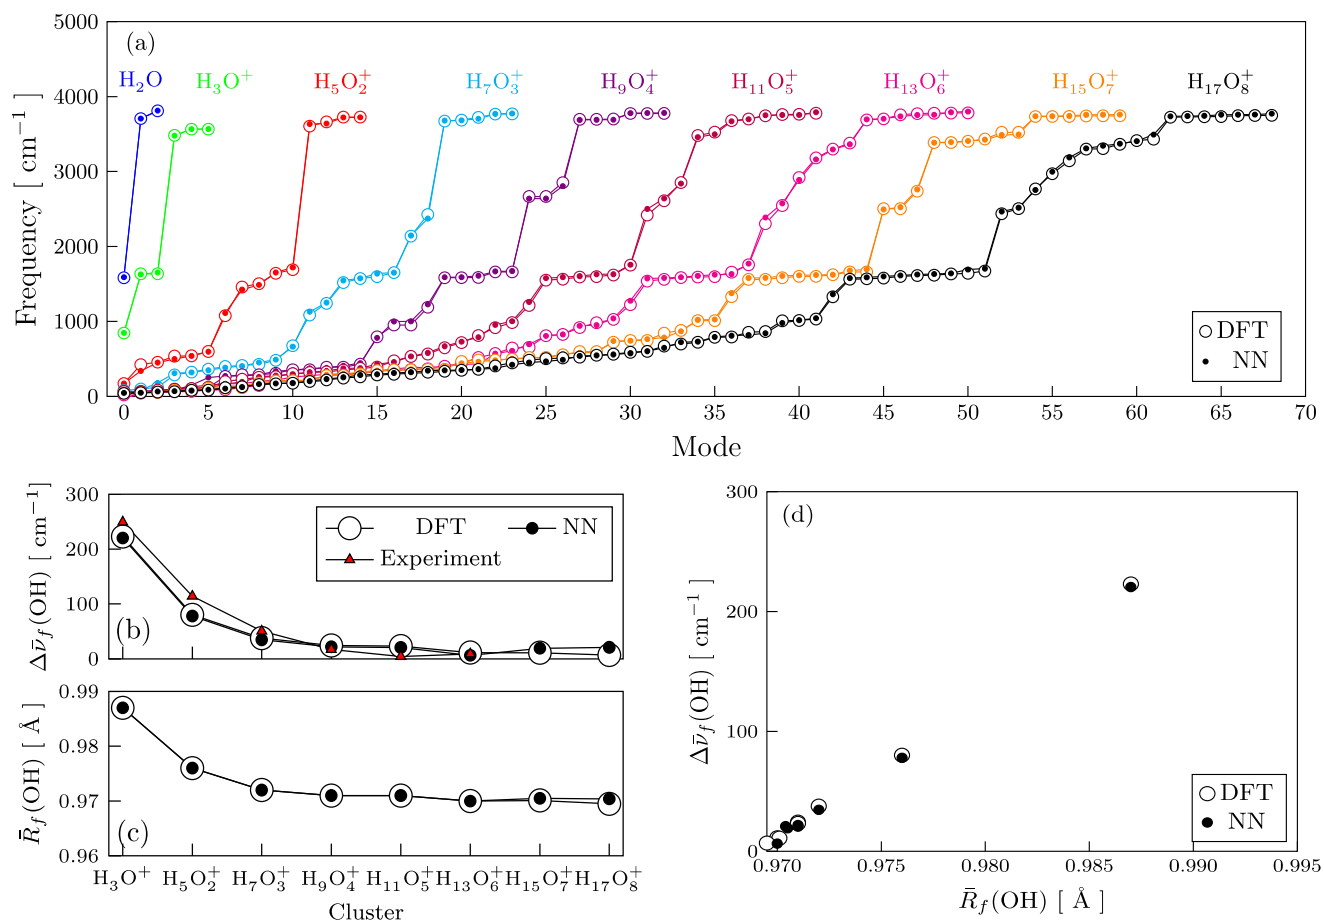 (a)
H₂O H₃O⁺ H₅O₂⁺ H₇O₃⁺ H₉O₄⁺ H₁₁O₅⁺ H₁₃O₆⁺ H₁₅O₇⁺ H₁₇O₈⁺
Frequency [ cm⁻¹ ]
5000
4000
3000
2000
1000
0
DFT
NN
0 5 10 15 20 25 30 35 40 45 50 55 60 65 70
Mode
Δν̄_f(OH) [ cm⁻¹ ]
300
200
100
0
DFT NN
Experiment
(b)
R̄_f(OH) [ Å ]
0.99
0.98
0.97
0.96
(c)
H₃O⁺ H₅O₂⁺ H₇O₃⁺ H₉O₄⁺ H₁₁O₅⁺ H₁₃O₆⁺ H₁₅O₇⁺ H₁₇O₈⁺
Cluster
(d)
Δν̄_f(OH) [ cm⁻¹ ]
300
200
100
0
DFT
NN
0.970 0.975 0.980 0.985 0.990 0.995
R̄_f(OH) [ Å ]